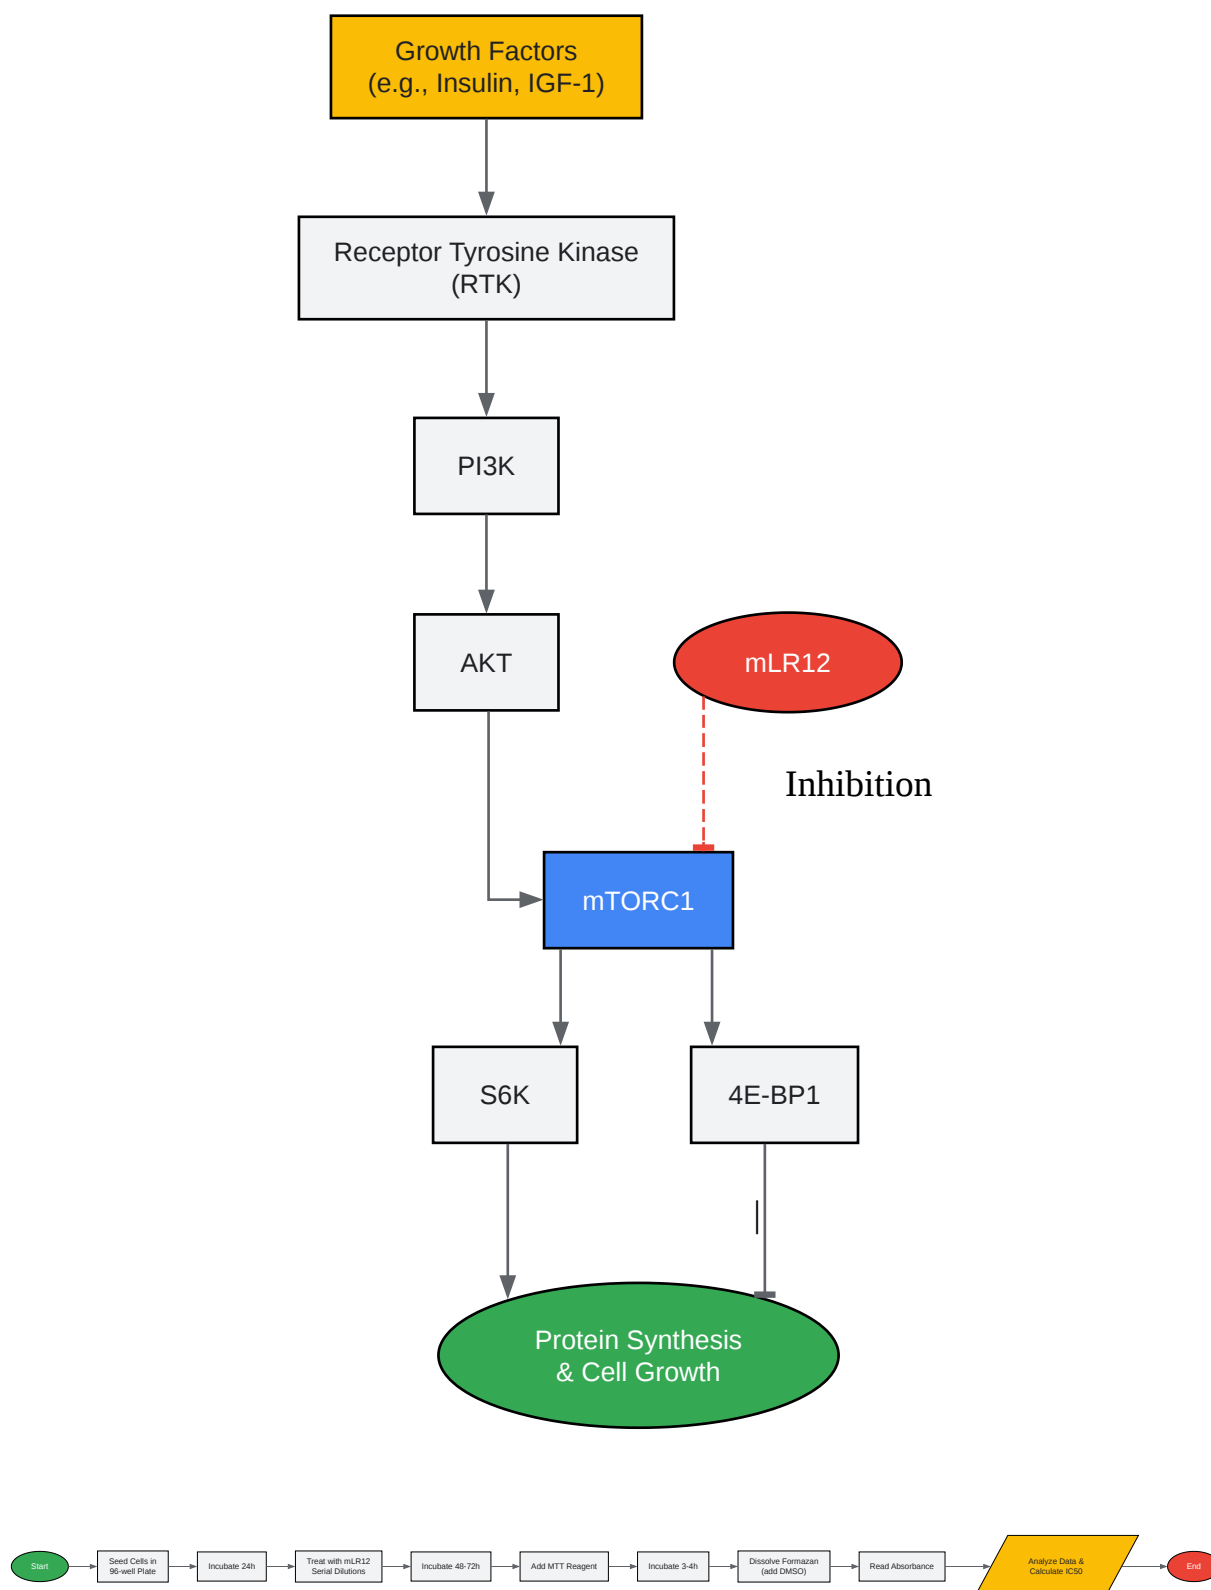 Growth Factors
(e.g., Insulin, IGF-1)
Receptor Tyrosine Kinase
(RTK)
PI3K
AKT
mLR12
Inhibition
mTORC1
S6K
4E-BP1
|
Protein Synthesis
& Cell Growth
Start
Seed Cells in
96-well Plate
Incubate 24h
Treat with mLR12
Serial Dilutions
Incubate 48-72h
Add MTT Reagent
Incubate 3-4h
Dissolve Formazan
(add DMSO)
Read Absorbance
Analyze Data &
Calculate IC50
End